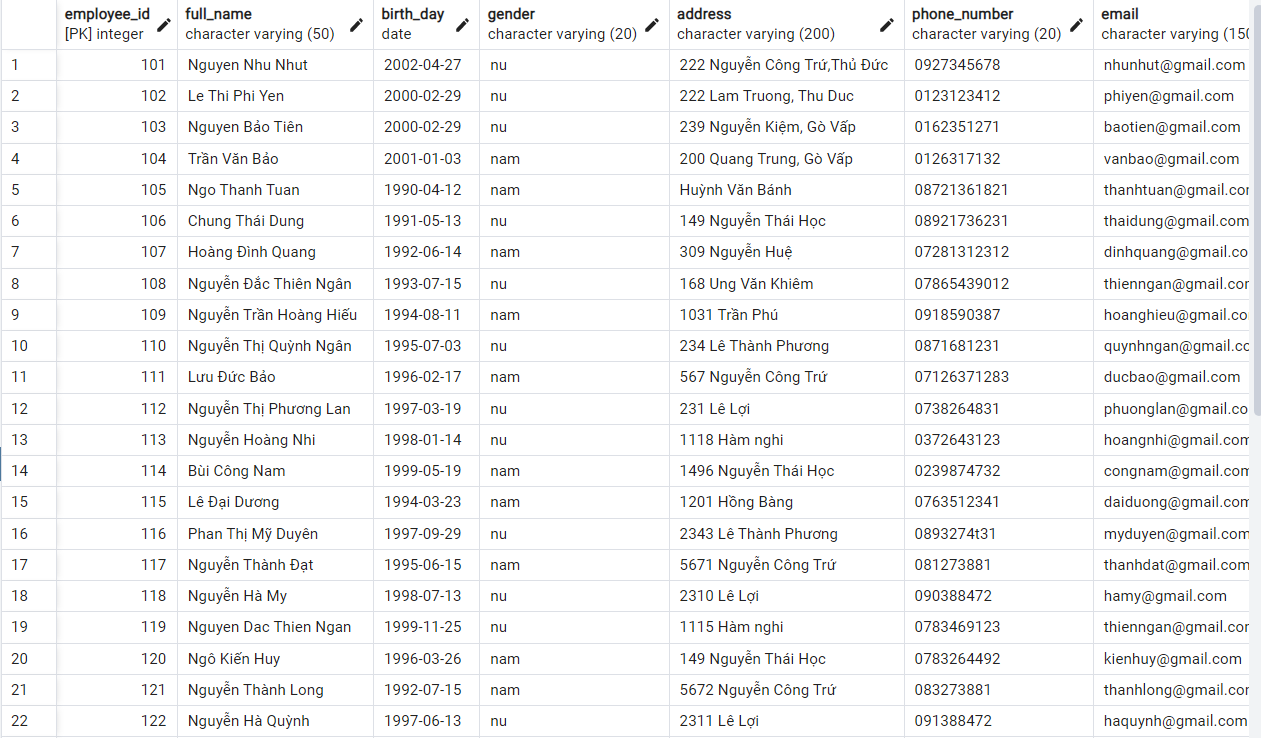 employee_id full_name birth_day gender address phone_number email
[PK] integer character varying (50) date character varying (20) character varying (200) character varying (20) character varying (150
1 101 Nguyen Nhu Nhut 2002-04-27 nu 222 Nguyễn Công Trứ,Thủ Đức 0927345678 nhunhut@gmail.com
2 102 Le Thi Phi Yen 2000-02-29 nu 222 Lam Truong, Thu Duc 0123123412 phiyen@gmail.com
3 103 Nguyen Bảo Tiên 2000-02-29 nu 239 Nguyễn Kiệm, Gò Vấp 0162351271 baotien@gmail.com
4 104 Trần Văn Bảo 2001-01-03 nam 200 Quang Trung, Gò Vấp 0126317132 vanbao@gmail.com
5 105 Ngo Thanh Tuan 1990-04-12 nam Huỳnh Văn Bánh 08721361821 thanhtuan@gmail.cor
6 106 Chung Thái Dung 1991-05-13 nu 149 Nguyễn Thái Học 08921736231 thaidung@gmail.com
7 107 Hoàng Đình Quang 1992-06-14 nam 309 Nguyễn Huệ 07281312312 dinhquang@gmail.co
8 108 Nguyễn Đắc Thiên Ngân 1993-07-15 nu 168 Ung Văn Khiêm 07865439012 thienngan@gmail.cor
9 109 Nguyễn Trần Hoàng Hiếu 1994-08-11 nam 1031 Trần Phú 0918590387 hoanghieu@gmail.co
10 110 Nguyễn Thị Quỳnh Ngân 1995-07-03 nu 234 Lê Thành Phương 0871681231 quynhngan@gmail.co
11 111 Lưu Đức Bảo 1996-02-17 nam 567 Nguyễn Công Trứ 07126371283 ducbao@gmail.com
12 112 Nguyễn Thị Phương Lan 1997-03-19 nu 231 Lê Lợi 0738264831 phuonglan@gmail.co
13 113 Nguyễn Hoàng Nhi 1998-01-14 nu 1118 Hàm nghi 0372643123 hoangnhi@gmail.com
14 114 Bùi Công Nam 1999-05-19 nam 1496 Nguyễn Thái Học 0239874732 congnam@gmail.com
15 115 Lê Đại Dương 1994-03-23 nam 1201 Hồng Bàng 0763512341 daiduong@gmail.com
16 116 Phan Thị Mỹ Duyên 1997-09-29 nu 2343 Lê Thành Phương 0893274t31 myduyen@gmail.com
17 117 Nguyễn Thành Đạt 1995-06-15 nam 5671 Nguyễn Công Trứ 081273881 thanhdat@gmail.com
18 118 Nguyễn Hà My 1998-07-13 nu 2310 Lê Lợi 090388472 hamy@gmail.com
19 119 Nguyen Dac Thien Ngan 1999-11-25 nu 1115 Hàm nghi 0783469123 thienngan@gmail.cor
20 120 Ngô Kiến Huy 1996-03-26 nam 149 Nguyễn Thái Học 0783264492 kienhuy@gmail.com
21 121 Nguyễn Thành Long 1992-07-15 nam 5672 Nguyễn Công Trứ 083273881 thanhlong@gmail.cor
22 122 Nguyễn Hà Quỳnh 1997-06-13 nu 2311 Lê Lợi 091388472 haquynh@gmail.com